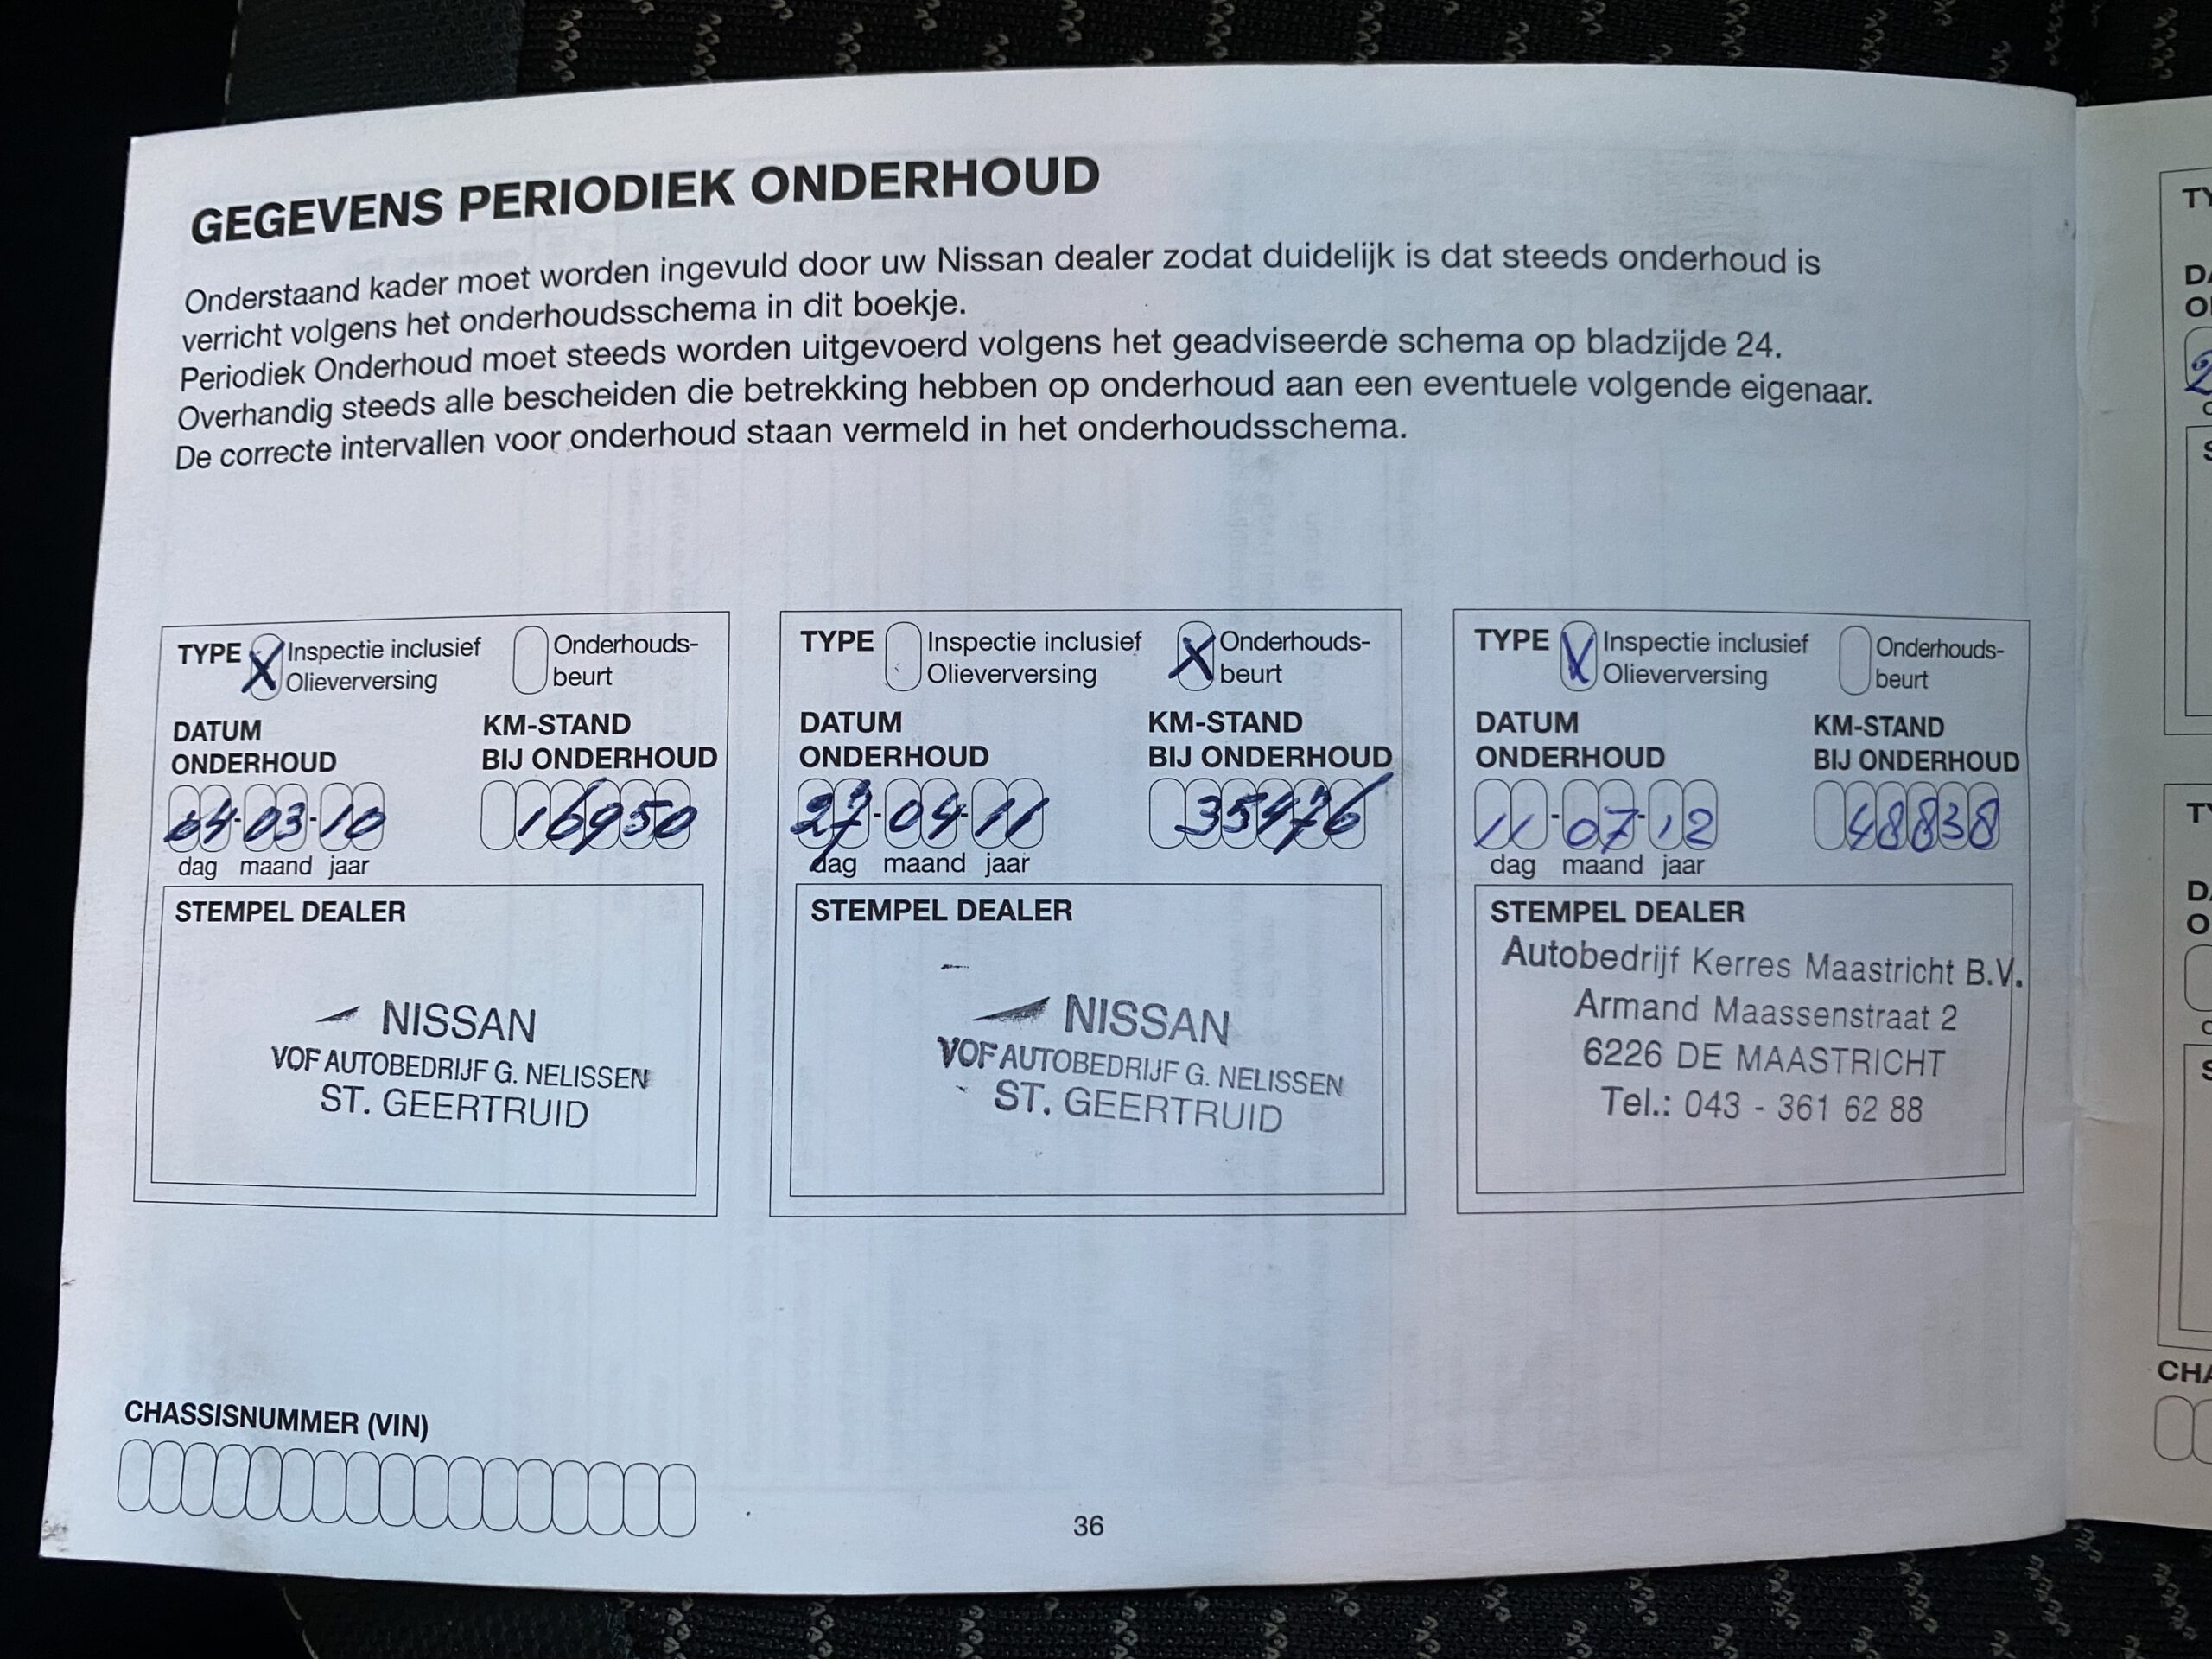 GEGEVENS PERIODIEK ONDERHOUD
Onderstaand kader moet worden ingevuld door uw Nissan dealer zodat duidelijk is dat steeds onderhoud is
verricht volgens het onderhoudsschema in dit boekje.
Periodiek Onderhoud moet steeds worden uitgevoerd volgens het geadviseerde schema op bladzijde 24.
Overhandig steeds alle bescheiden die betrekking hebben op onderhoud aan een eventuele volgende eigenaar.
De correcte intervallen voor onderhoud staan vermeld in het onderhoudsschema.
TYPE X Inspectie inclusief Onderhouds-
Olieverversing beurt
DATUM KM-STAND
ONDERHOUD BIJ ONDERHOUD
04-03-10 16950
dag maand jaar
STEMPEL DEALER
NISSAN
VOF AUTOBEDRIJF G. NELISSEN
ST. GEERTRUID
TYPE Inspectie inclusief X Onderhouds-
Olieverversing beurt
DATUM KM-STAND
ONDERHOUD BIJ ONDERHOUD
27-04-11 35476
dag maand jaar
STEMPEL DEALER
NISSAN
VOF AUTOBEDRIJF G. NELISSEN
ST. GEERTRUID
TYPE Inspectie inclusief Onderhouds-
Olieverversing beurt
DATUM KM-STAND
ONDERHOUD BIJ ONDERHOUD
11-07-12 48838
dag maand jaar
STEMPEL DEALER
Autobedrijf Kerres Maastricht B.V.
Armand Maassenstraat 2
6226 DE MAASTRICHT
Tel.: 043 - 361 62 88
CHASSISNUMMER (VIN)
36